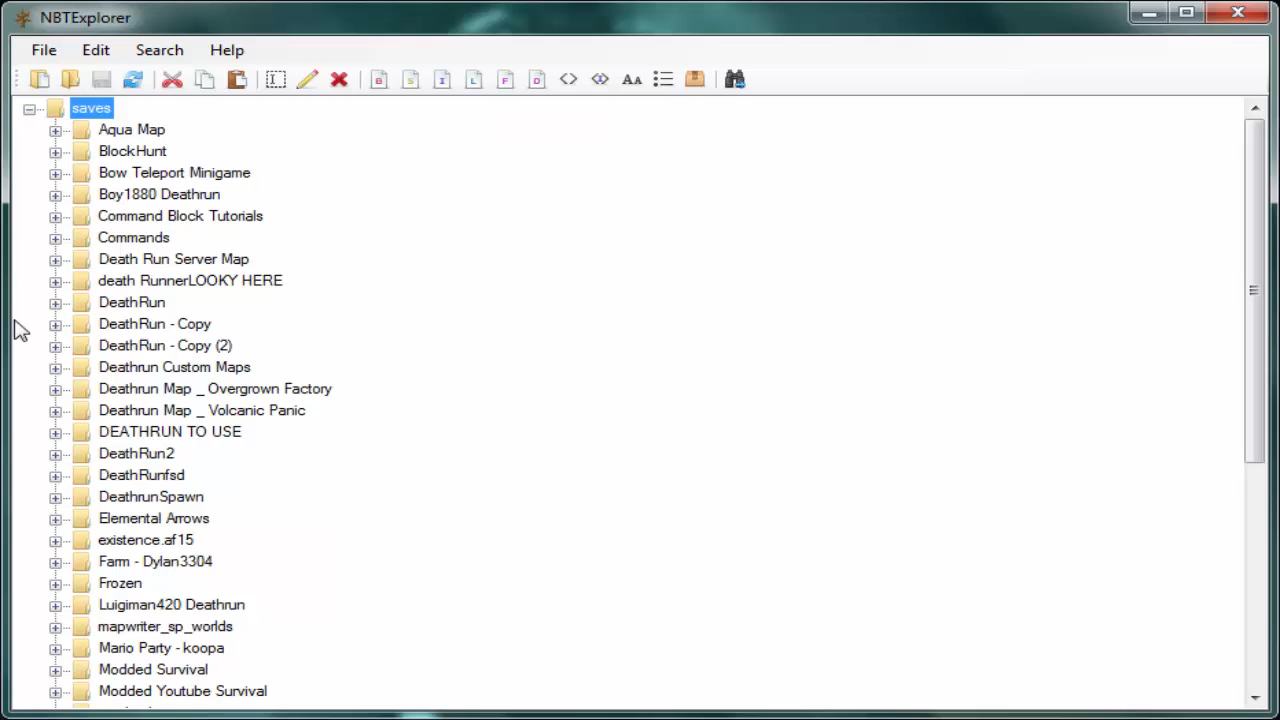 NBTExplorer
File Edit Search Help
B S I L F D <> <> AA
saves
Aqua Map
BlockHunt
Bow Teleport Minigame
Boy1880 Deathrun
Command Block Tutorials
Commands
Death Run Server Map
death RunnerLOOKY HERE
DeathRun
DeathRun - Copy
DeathRun - Copy (2)
Deathrun Custom Maps
Deathrun Map _ Overgrown Factory
Deathrun Map _ Volcanic Panic
DEATHRUN TO USE
DeathRun2
DeathRunfsd
DeathrunSpawn
Elemental Arrows
existence.af15
Farm - Dylan3304
Frozen
Luigiman420 Deathrun
mapwriter_sp_worlds
Mario Party - koopa
Modded Survival
Modded Youtube Survival